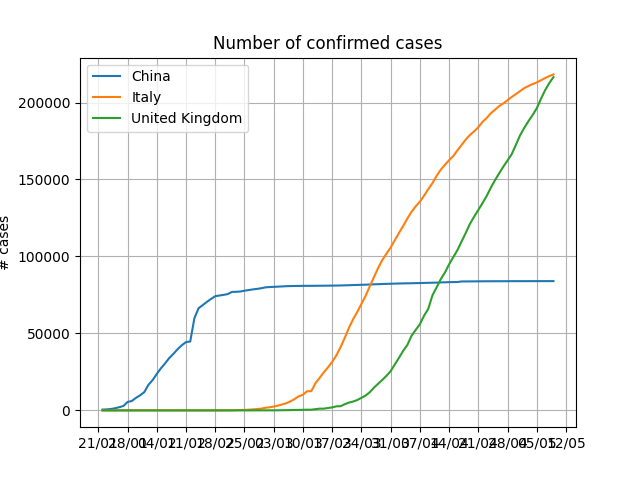 Number of confirmed cases
China
Italy
United Kingdom
# cases
200000
150000
100000
50000
0
21/01 28/01 04/02 11/02 18/02 25/02 03/03 10/03 17/03 24/03 31/03 07/04 14/04 21/04 28/04 05/05 12/05